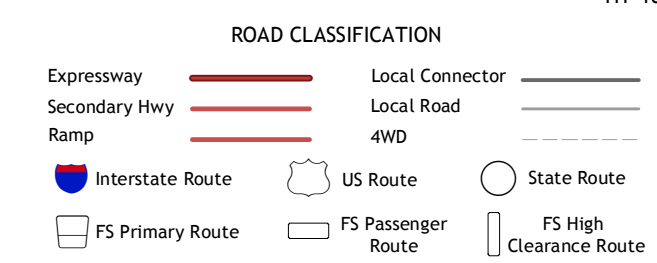 ROAD CLASSIFICATION
Expressway
Local Connector
Secondary Hwy
Local Road
Ramp
4WD
Interstate Route
US Route
State Route
FS Primary Route
FS Passenger
Route
FS High
Clearance Route